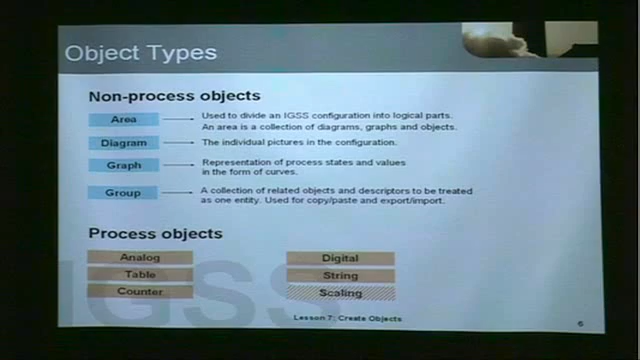 Object Types
Non-process objects
Area
Used to divide an IGSS configuration into logical parts.
An area is a collection of diagrams, graphs and objects.
Diagram
The individual pictures in the configuration.
Graph
Representation of process states and values
in the form of curves.
Group
A collection of related objects and descriptors to be treated
as one entity. Used for copy/paste and export/import.
Process objects
Analog
Digital
Table
String
Counter
Scaling
IGSS
Lesson 7: Create Objects
6